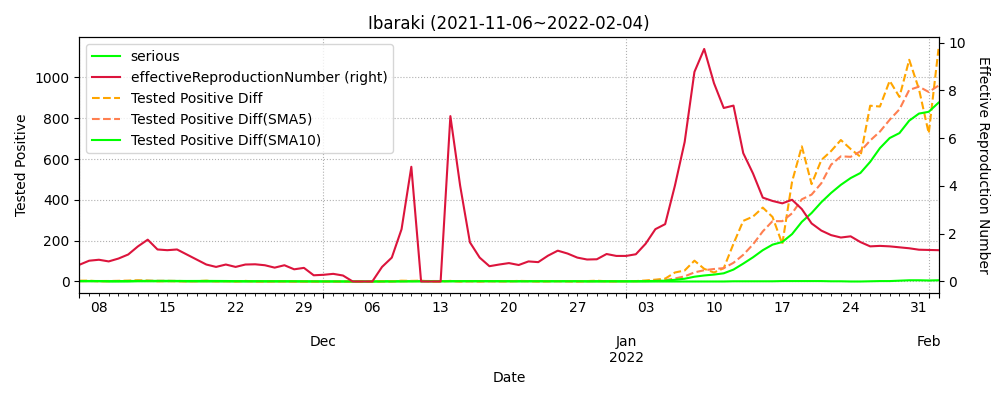 Ibaraki (2021-11-06~2022-02-04)
serious
effectiveReproductionNumber (right)
Tested Positive Diff
Tested Positive Diff(SMA5)
Tested Positive Diff(SMA10)
Tested Positive
1000
800
600
400
200
0
Effective Reproduction Number
10
8
6
4
2
0
08 15 22 29 06 13 20 27 03 10 17 24 31
Dec Jan Feb
2022
Date